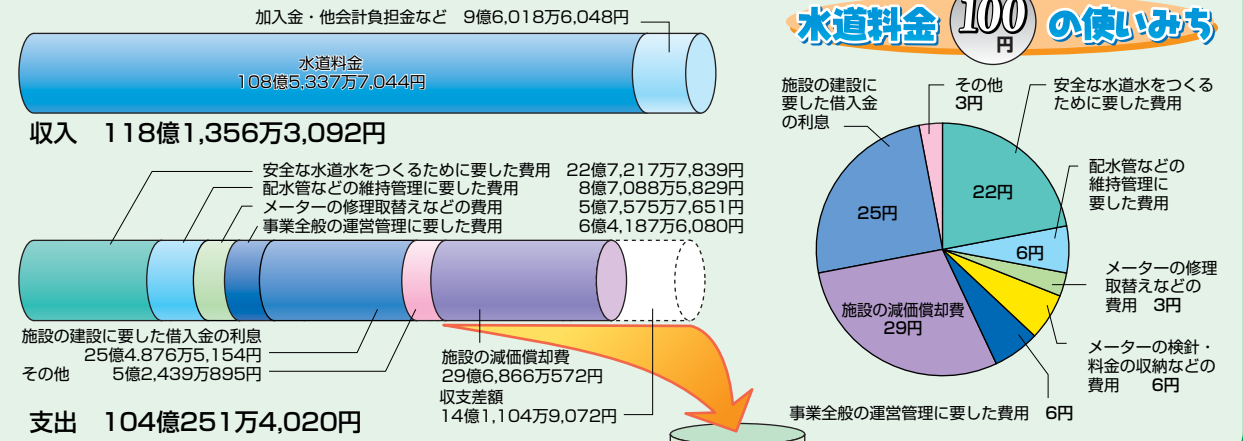 加入金・他会計負担金など 9億6,018万6,048円
水道料金
108億5,337万7,044円
収入 118億1,356万3,092円
安全な水道水をつくるために要した費用 22億7,217万7,839円
配水管などの維持管理に要した費用 8億7,088万5,829円
メーターの修理取替えなどの費用 5億7,575万7,651円
事業全般の運営管理に要した費用 6億4,187万6,080円
施設の建設に要した借入金の利息
25億4.876万5,154円
その他 5億2,439万895円
施設の減価償却費
29億6,866万572円
収支差額
14億1,104万9,072円
支出 104億251万4,020円
水道料金 100円 の使いみち
施設の建設に
要した借入金
の利息
その他
3円
安全な水道水をつくる
ために要した費用
22円
25円
配水管などの
維持管理に
要した費用
6円
メーターの修理
取替えなどの
費用 3円
施設の減価償却費
29円
メーターの検針・
料金の収納などの
費用 6円
事業全般の運営管理に要した費用 6円